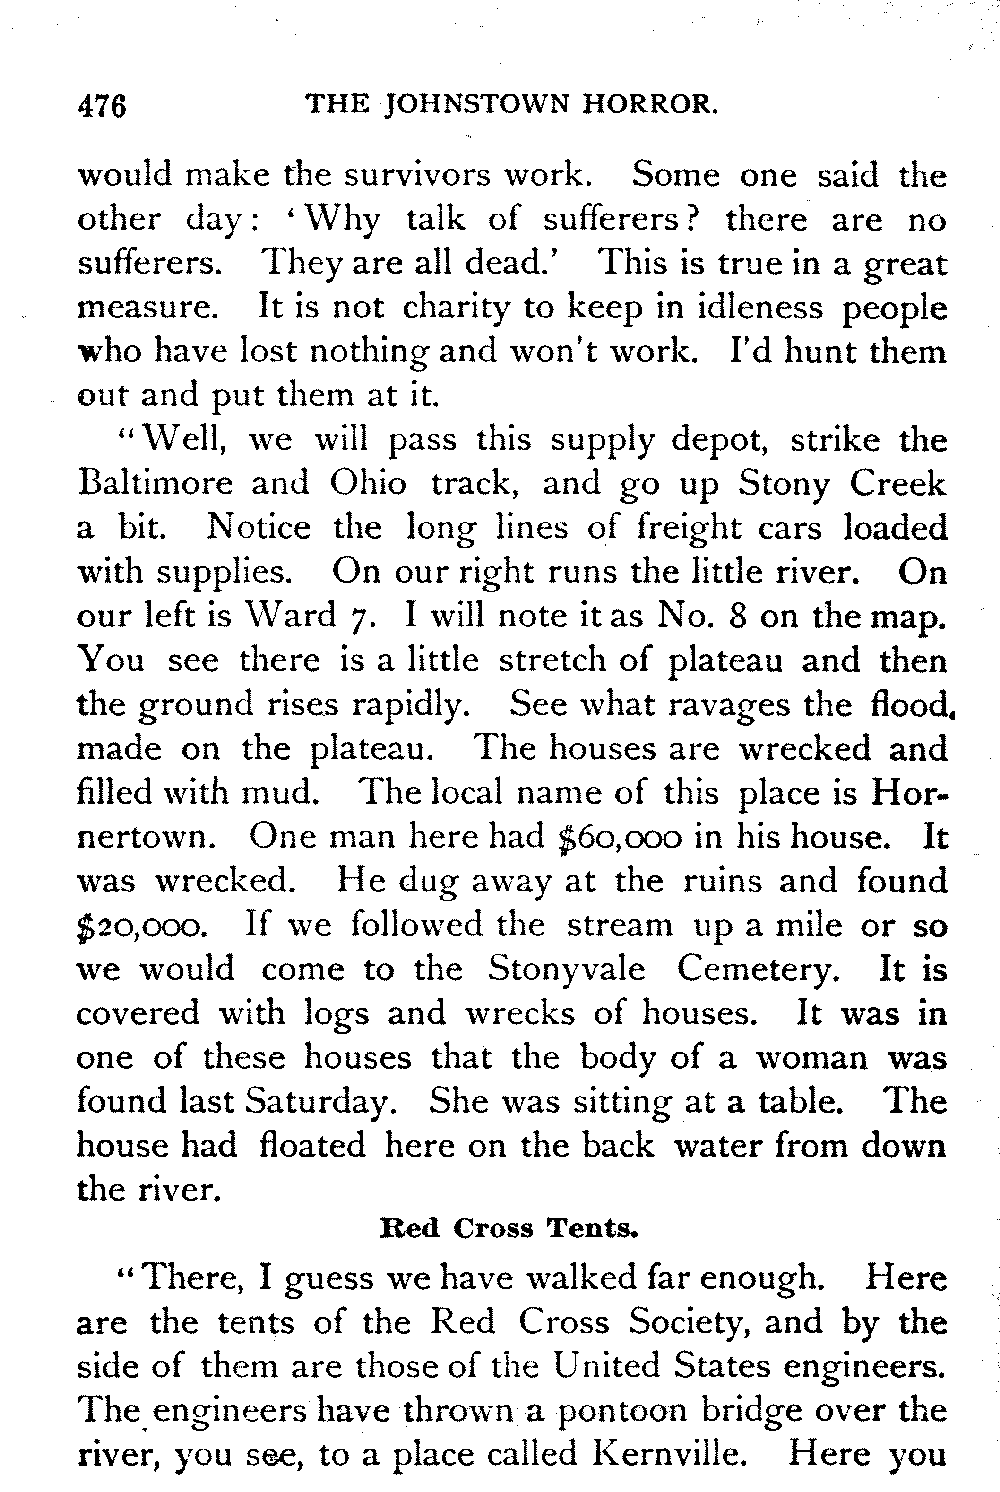 476 THE JOHNSTOWN HORROR.
would make the survivors work. Some one said the
other day: ‘Why talk of sufferers? there are no
sufferers. They are all dead.’ This is true in a great
measure. It is not charity to keep in idleness people
who have lost nothing and won't work. I'd hunt them
out and put them at it.
“Well, we will pass this supply depot, strike the
Baltimore and Ohio track, and go up Stony Creek
a bit. Notice the long lines of freight cars loaded
with supplies. On our right runs the little river. On
our left is Ward 7. I will note it as No. 8 on the map.
You see there is a little stretch of plateau and then
the ground rises rapidly. See what ravages the flood,
made on the plateau. The houses are wrecked and
filled with mud. The local name of this place is Hor-
nertown. One man here had $60,000 in his house. It
was wrecked. He dug away at the ruins and found
$20,000. If we followed the stream up a mile or so
we would come to the Stonyvale Cemetery. It is
covered with logs and wrecks of houses. It was in
one of these houses that the body of a woman was
found last Saturday. She was sitting at a table. The
house had floated here on the back water from down
the river.
Red Cross Tents.
“There, I guess we have walked far enough. Here
are the tents of the Red Cross Society, and by the
side of them are those of the United States engineers.
The engineers have thrown a pontoon bridge over the
river, you see, to a place called Kernville. Here you